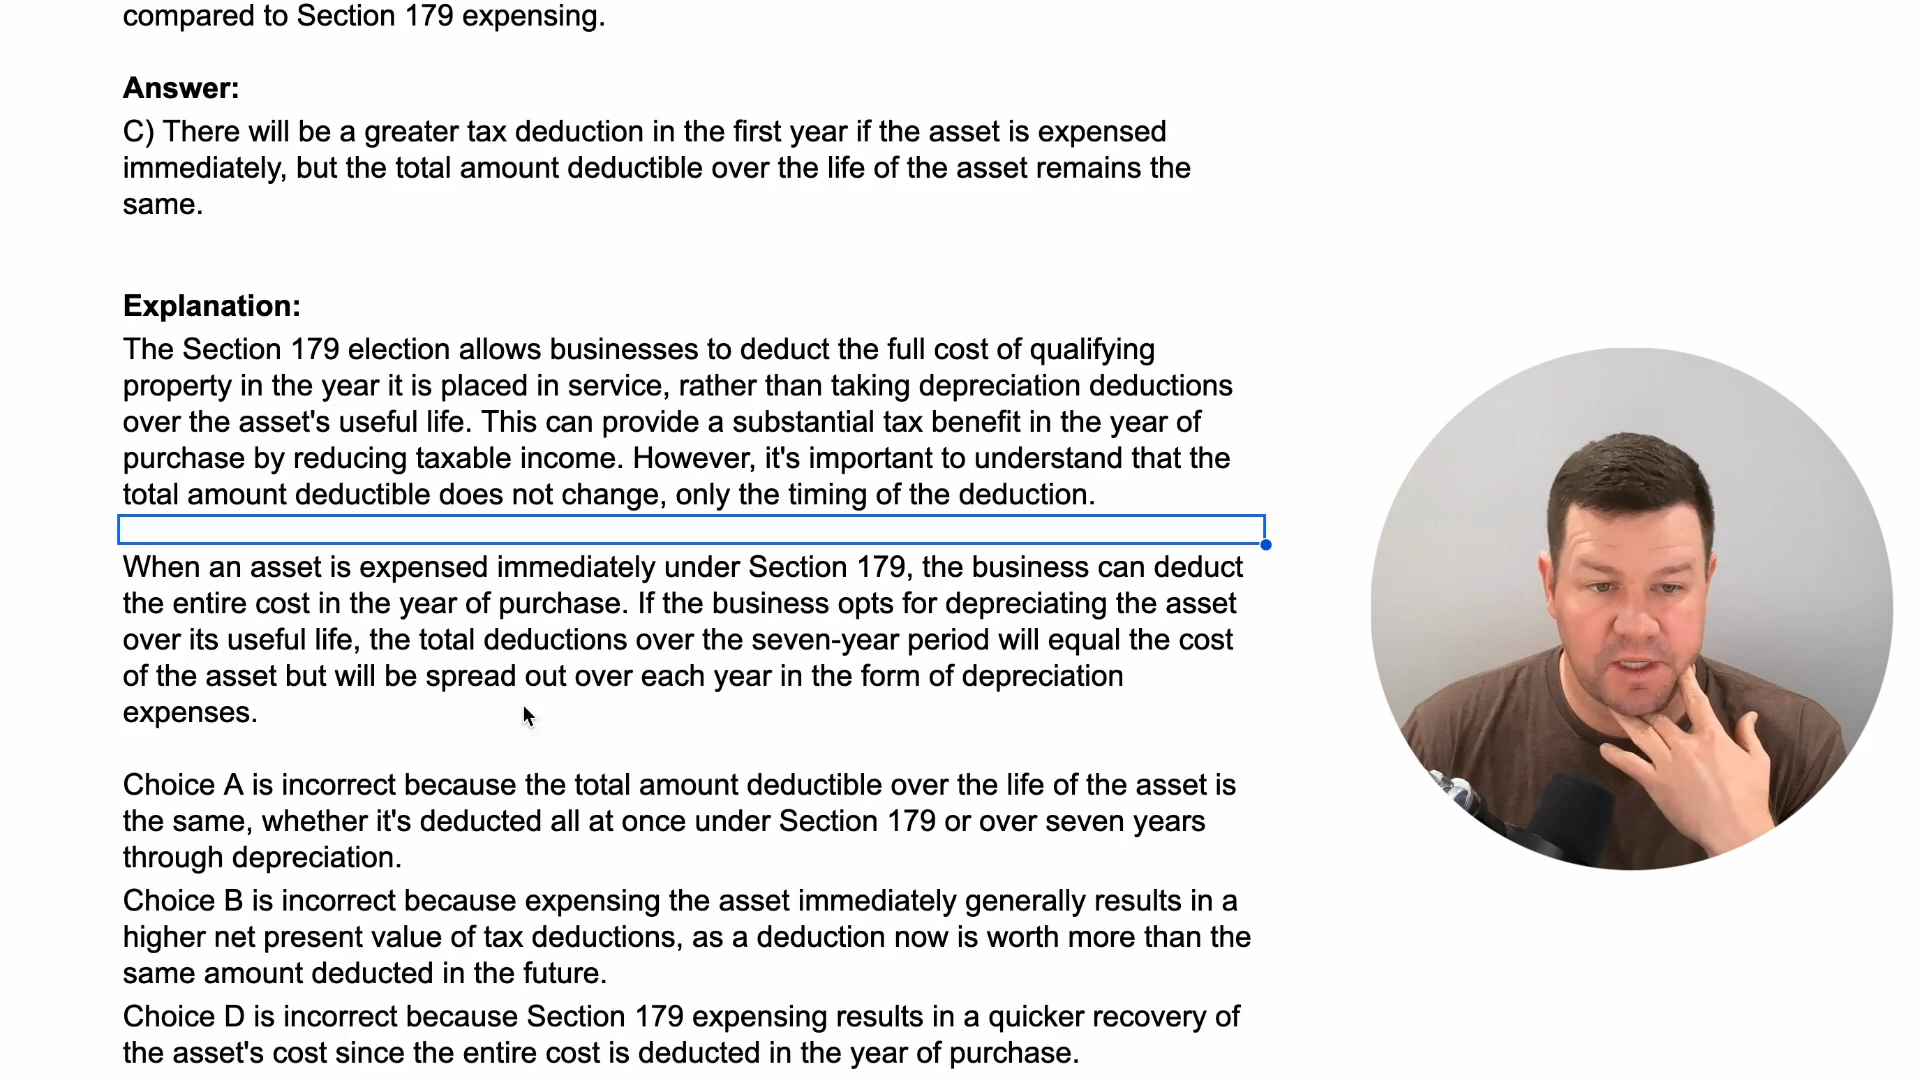 compared to Section 179 expensing.
Answer:
C) There will be a greater tax deduction in the first year if the asset is expensed
immediately, but the total amount deductible over the life of the asset remains the
same.
Explanation:
The Section 179 election allows businesses to deduct the full cost of qualifying
property in the year it is placed in service, rather than taking depreciation deductions
over the asset's useful life. This can provide a substantial tax benefit in the year of
purchase by reducing taxable income. However, it's important to understand that the
total amount deductible does not change, only the timing of the deduction.
When an asset is expensed immediately under Section 179, the business can deduct
the entire cost in the year of purchase. If the business opts for depreciating the asset
over its useful life, the total deductions over the seven-year period will equal the cost
of the asset but will be spread out over each year in the form of depreciation
expenses.
Choice A is incorrect because the total amount deductible over the life of the asset is
the same, whether it's deducted all at once under Section 179 or over seven years
through depreciation.
Choice B is incorrect because expensing the asset immediately generally results in a
higher net present value of tax deductions, as a deduction now is worth more than the
same amount deducted in the future.
Choice D is incorrect because Section 179 expensing results in a quicker recovery of
the asset's cost since the entire cost is deducted in the year of purchase.